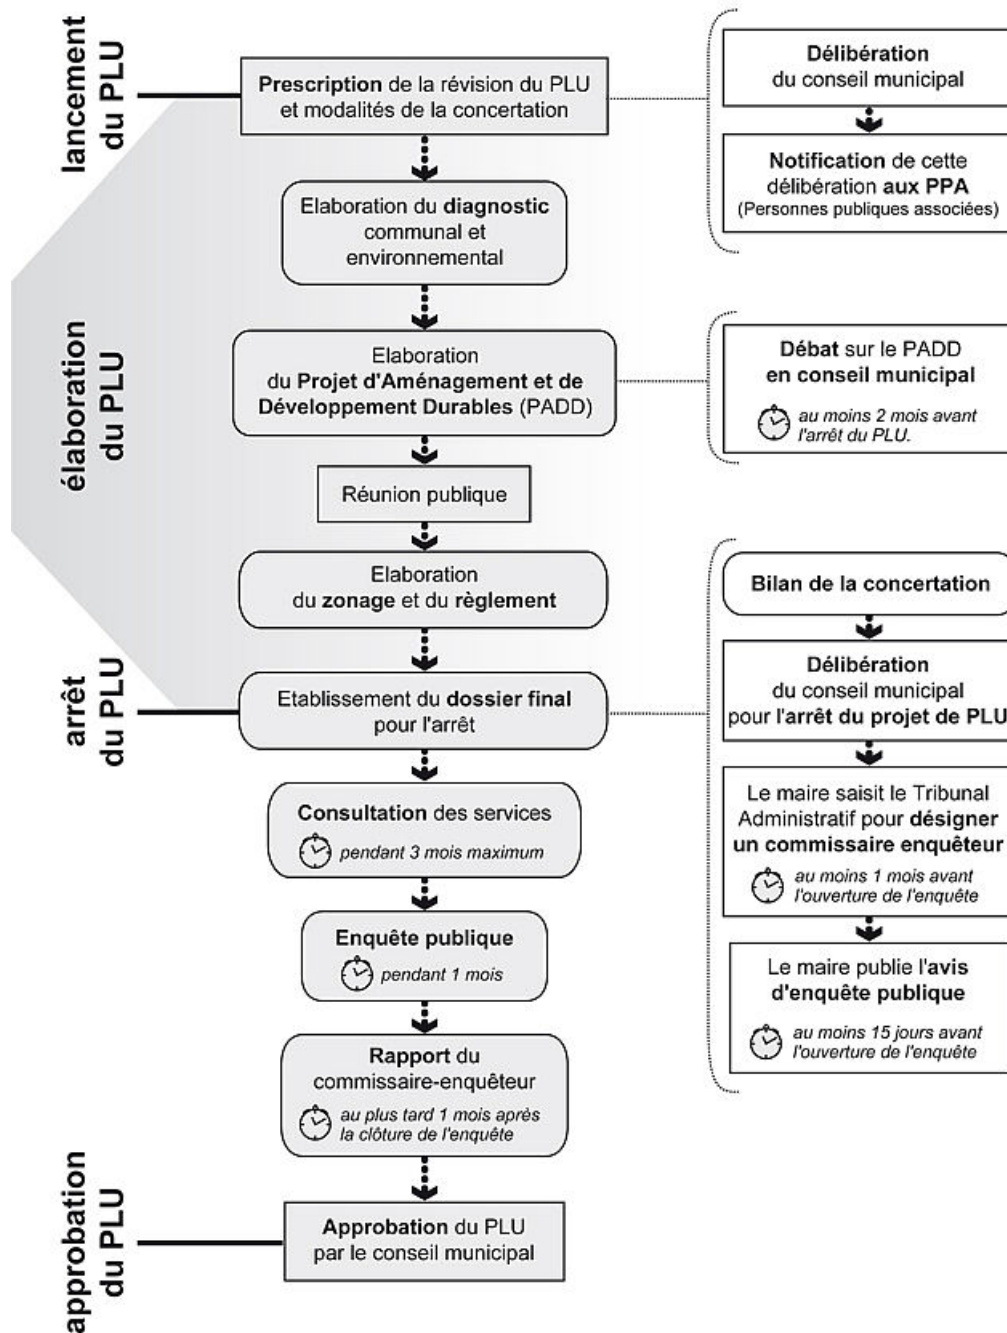 lancement
du PLU
Prescription de la révision du PLU
et modalités de la concertation
Délibération
du conseil municipal
Notification de cette
délibération aux PPA
(Personnes publiques associées)
élaboration
du PLU
Elaboration du diagnostic
communal et
environnemental
Elaboration
du Projet d'Aménagement et de
Développement Durables (PADD)
Débat sur le PADD
en conseil municipal
au moins 2 mois avant
l'arrêt du PLU.
Réunion publique
Elaboration
du zonage et du règlement
arrêt
du PLU
Etablissement du dossier final
pour l'arrêt
Bilan de la concertation
Délibération
du conseil municipal
pour l'arrêt du projet de PLU
Le maire saisit le Tribunal
Administratif pour désigner
un commissaire enquêteur
au moins 1 mois avant
l'ouverture de l'enquête
Le maire publie l'avis
d'enquête publique
au moins 15 jours avant
l'ouverture de l'enquête
Consultation des services
pendant 3 mois maximum
Enquête publique
pendant 1 mois
Rapport du
commissaire-enquêteur
au plus tard 1 mois après
la clôture de l'enquête
approbation
du PLU
Approbation du PLU
par le conseil municipal